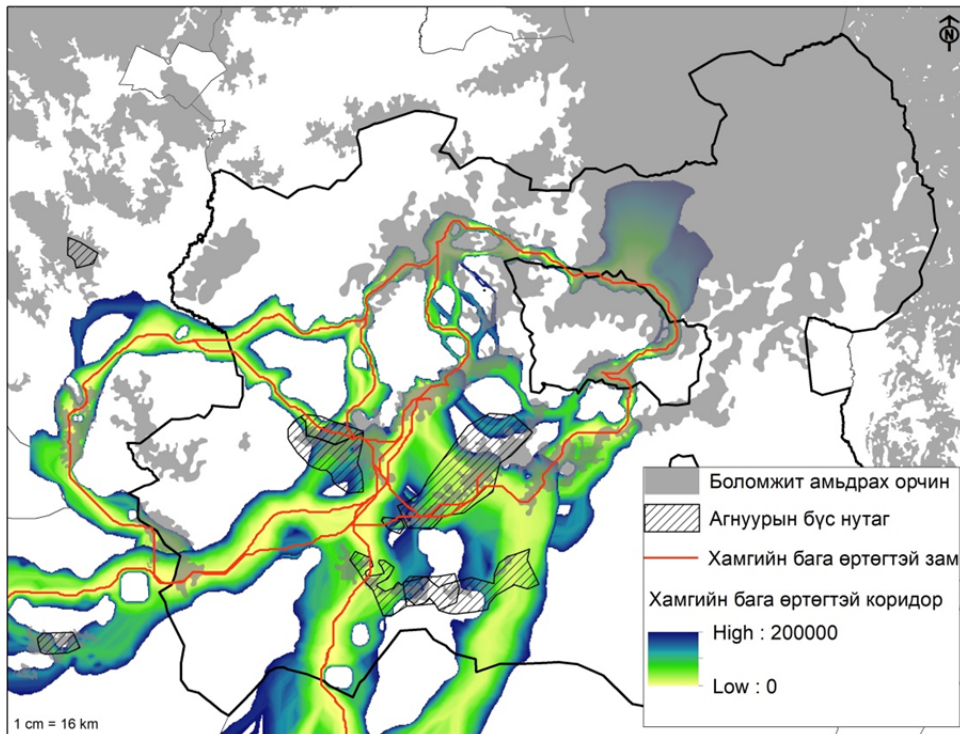 N
Боломжит амьдрах орчин
Агнуурын бүс нутаг
Хамгийн бага өртөгтэй зам
Хамгийн бага өртөгтэй коридор
High : 200000
Low : 0
1 cm = 16 km